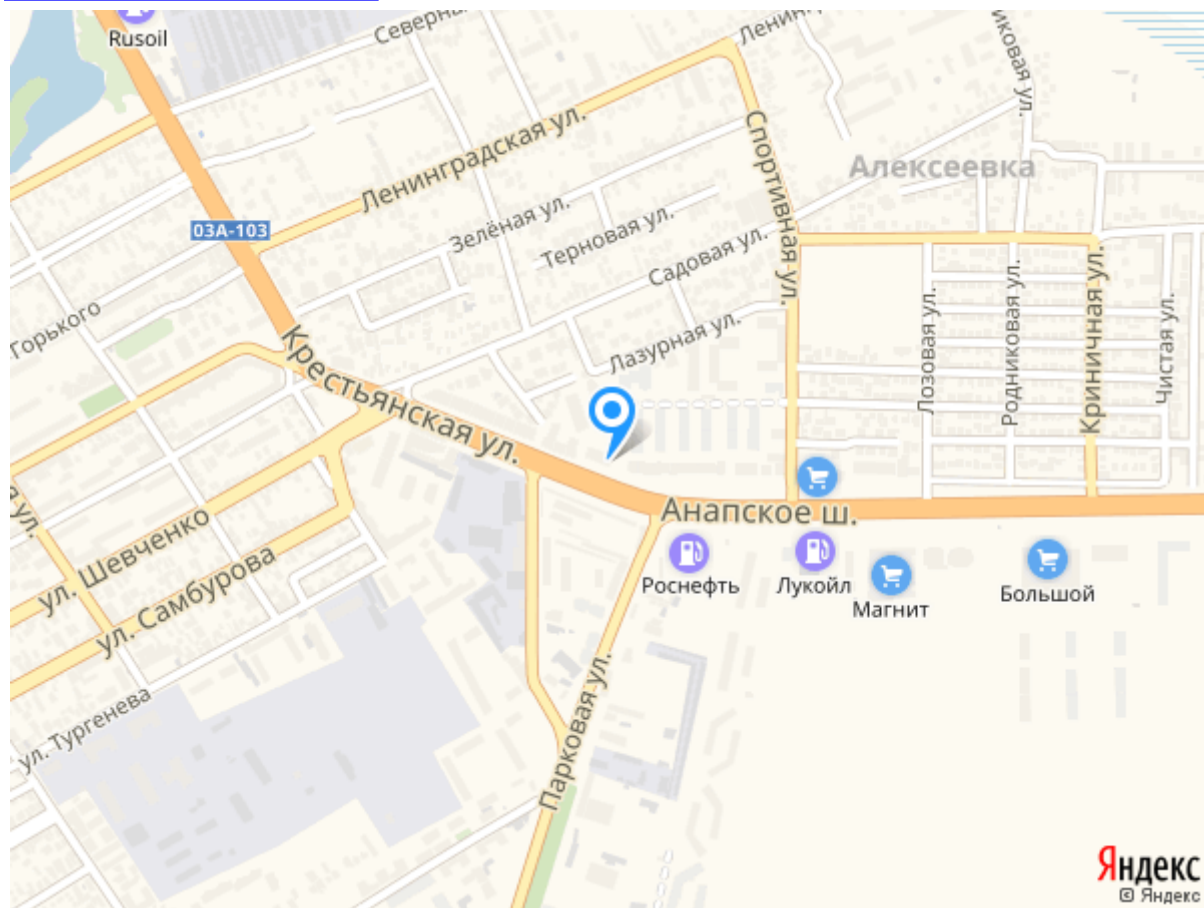 Rusoil
Северная
Ленин
иковая ул.
Ленинградская ул.
Спортивная ул.
Алексеевка
03А-103
Зелёная ул.
Терновая ул.
Садовая ул.
Горького
Крестьянская ул.
Лазурная ул.
Лозовая ул.
Родниковая ул.
Криничная ул.
Чистая ул.
я ул.
ул. Шевченко
Анапское ш.
ул. Самбурова
Роснефть
Лукойл
Магнит
Большой
ул. Тургенева
Парковая ул.
Яндекс
© Яндекс